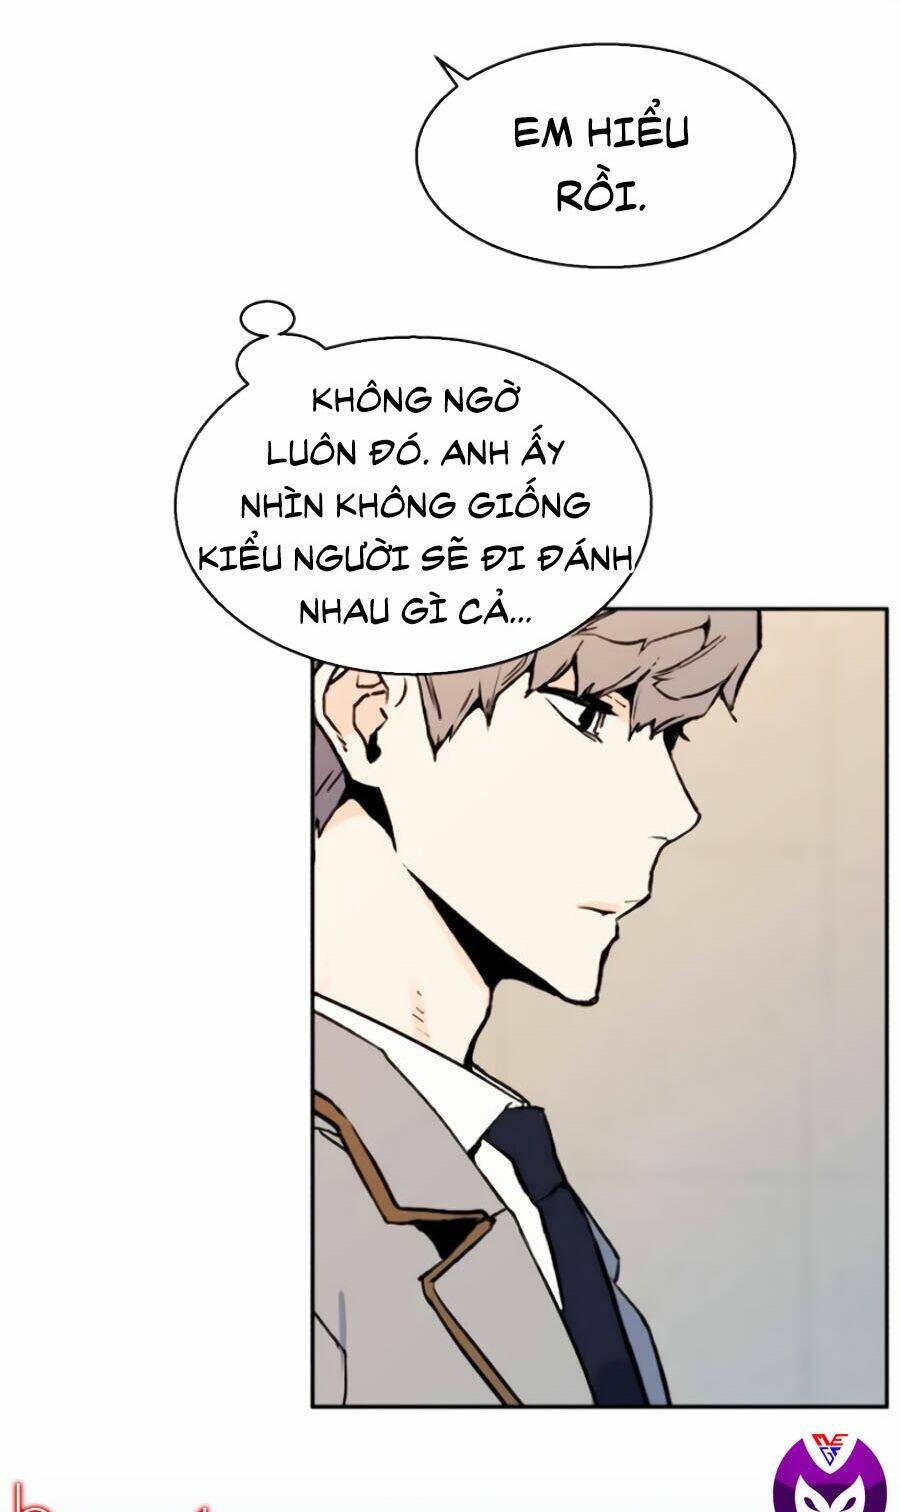 EM HIỂU
RỒI.
KHÔNG NGỜ
LUÔN ĐÓ. ANH ẤY
NHÌN KHÔNG GIỐNG
KIỂU NGƯỜI SẼ ĐI ĐÁNH
NHAU GÌ CẢ...